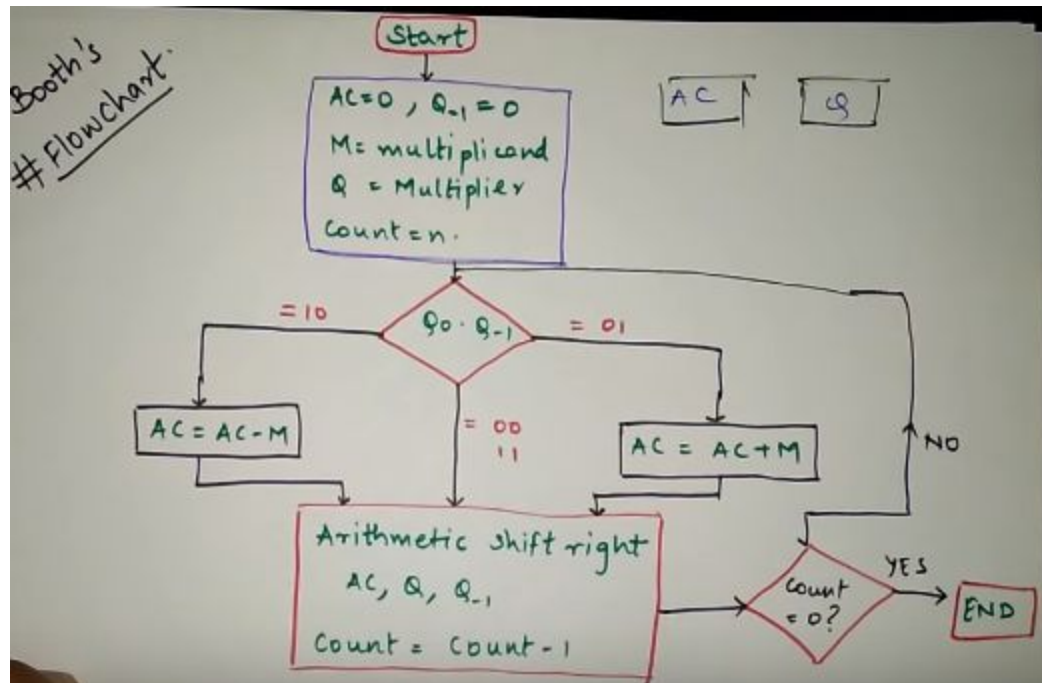 Booth's
# Flowchart.
Start
AC=0, Q-1 = 0
M= multiplicand
Q = Multiplier
Count=n.
AC
Q
Q0 . Q-1
= 10
= 01
= 00
11
AC = AC-M
AC = AC+M
NO
Arithmetic shift right
AC, Q, Q-1
Count = Count - 1
Count
= 0?
YES
END